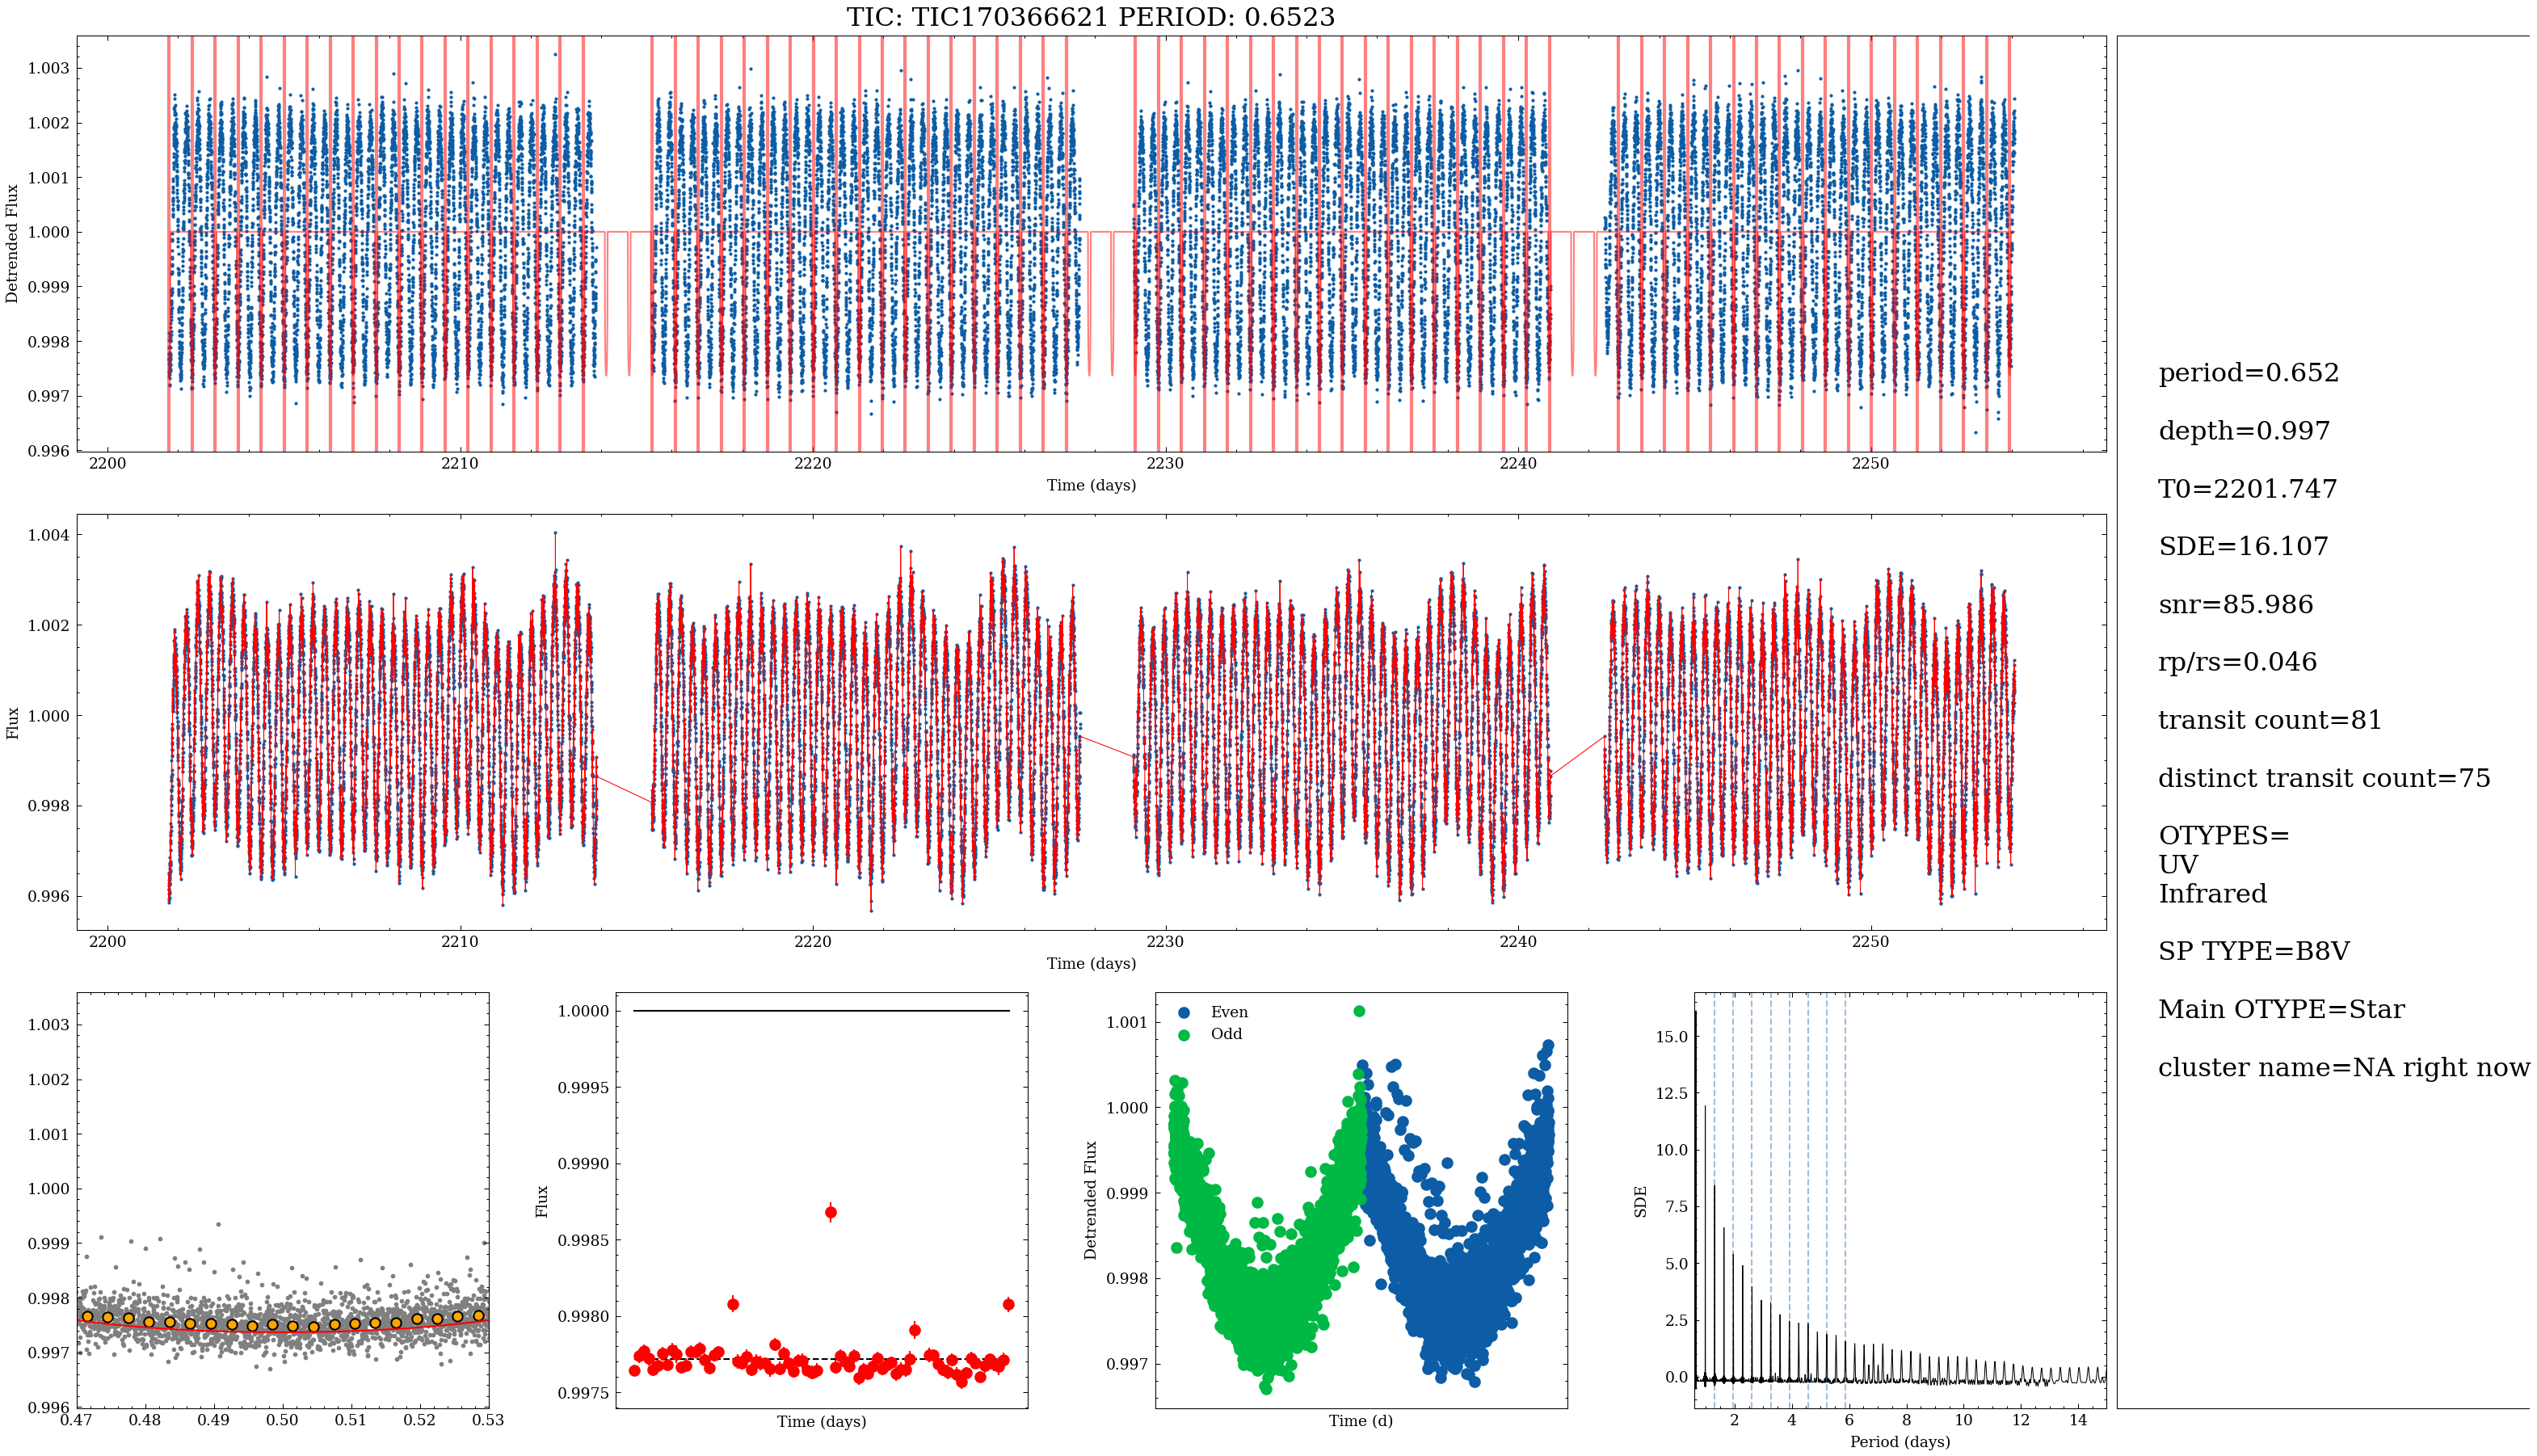 TIC: TIC170366621 PERIOD: 0.6523
1.003
1.002
1.001
1.000
0.999
0.998
0.997
0.996
Detrended Flux
2200
2210
2220
2230
2240
2250
Time (days)
1.004
1.002
1.000
0.998
0.996
Flux
2200
2210
2220
2230
2240
2250
Time (days)
1.003
1.002
1.001
1.000
0.999
0.998
0.997
0.996
0.47
0.48
0.49
0.50
0.51
0.52
0.53
1.0000
0.9995
0.9990
0.9985
0.9980
0.9975
Flux
Time (days)
Even
Odd
1.001
1.000
0.999
0.998
0.997
Detrended Flux
Time (d)
15.0
12.5
10.0
7.5
5.0
2.5
0.0
SDE
2
4
6
8
10
12
14
Period (days)
period=0.652
depth=0.997
T0=2201.747
SDE=16.107
snr=85.986
rp/rs=0.046
transit count=81
distinct transit count=75
OTYPES=
UV
Infrared
SP TYPE=B8V
Main OTYPE=Star
cluster name=NA right now